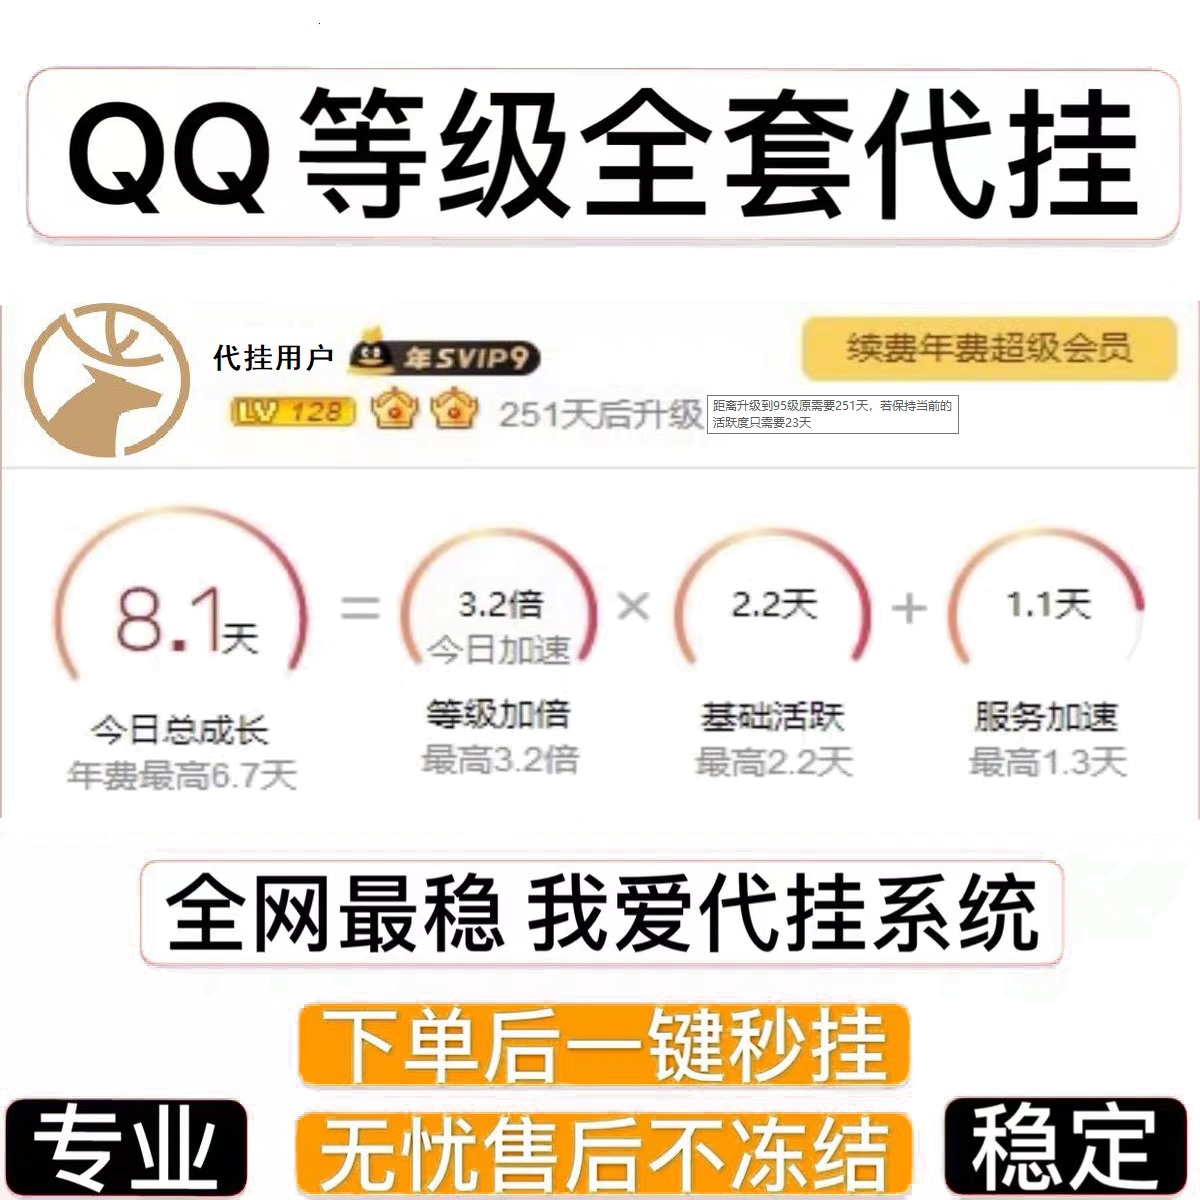 QQ等级全套代挂
代挂用户 年SVIP9 续费年费超级会员
LV 128 251天后升级
距离升级到95级原需要251天，若保持当前的
活跃度只需要23天
8.1天 = 3.2倍 × 2.2天 + 1.1天
今日加速
今日总成长 等级加倍 基础活跃 服务加速
年费最高6.7天 最高3.2倍 最高2.2天 最高1.3天
全网最稳 我爱代挂系统
下单后一键秒挂
专业 无忧售后不冻结 稳定